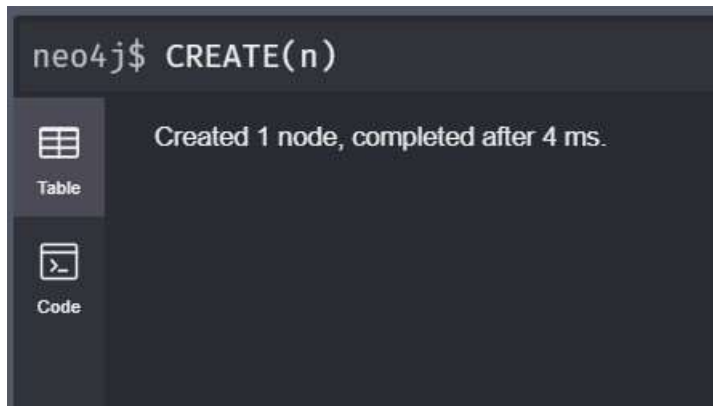 neo4j$ CREATE(n)
Created 1 node, completed after 4 ms.
Table
Code